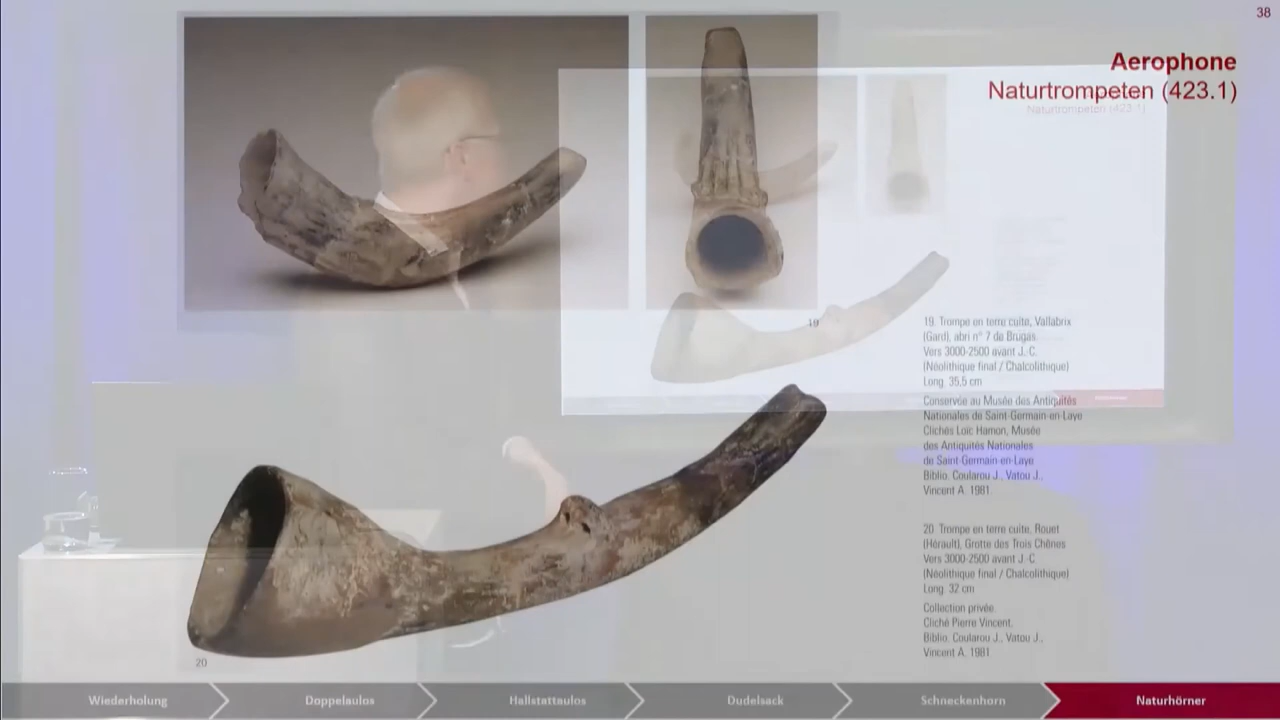 38
Aerophone
Naturtrompeten (423.1)
Naturtrompeten (423.1)
19
19. Trompe en terre cuite, Vallabrix
(Gard), abri n° 7 de Brugas.
Vers 3000-2500 avant J. C.
(Néolithique final / Chalcolithique)
Long. 35,5 cm
Conservée au Musée des Antiquités
Nationales de Saint-Germain-en-Laye
Clichés Loïc Hamon, Musée
des Antiquités Nationales
de Saint-Germain-en-Laye
Biblio. Coularou J., Vatou J.,
Vincent A. 1981.
20. Trompe en terre cuite, Rouet
(Hérault), Grotte des Trois Chênes
Vers 3000-2500 avant J.-C.
(Néolithique final / Chalcolithique)
Long. 32 cm
Collection privée.
Cliché Pierre Vincent.
Biblio. Coularou J., Vatou J.,
Vincent A. 1981
20
Wiederholung
Doppelaulos
Hallstattaulos
Dudelsack
Schneckenhorn
Naturhörner